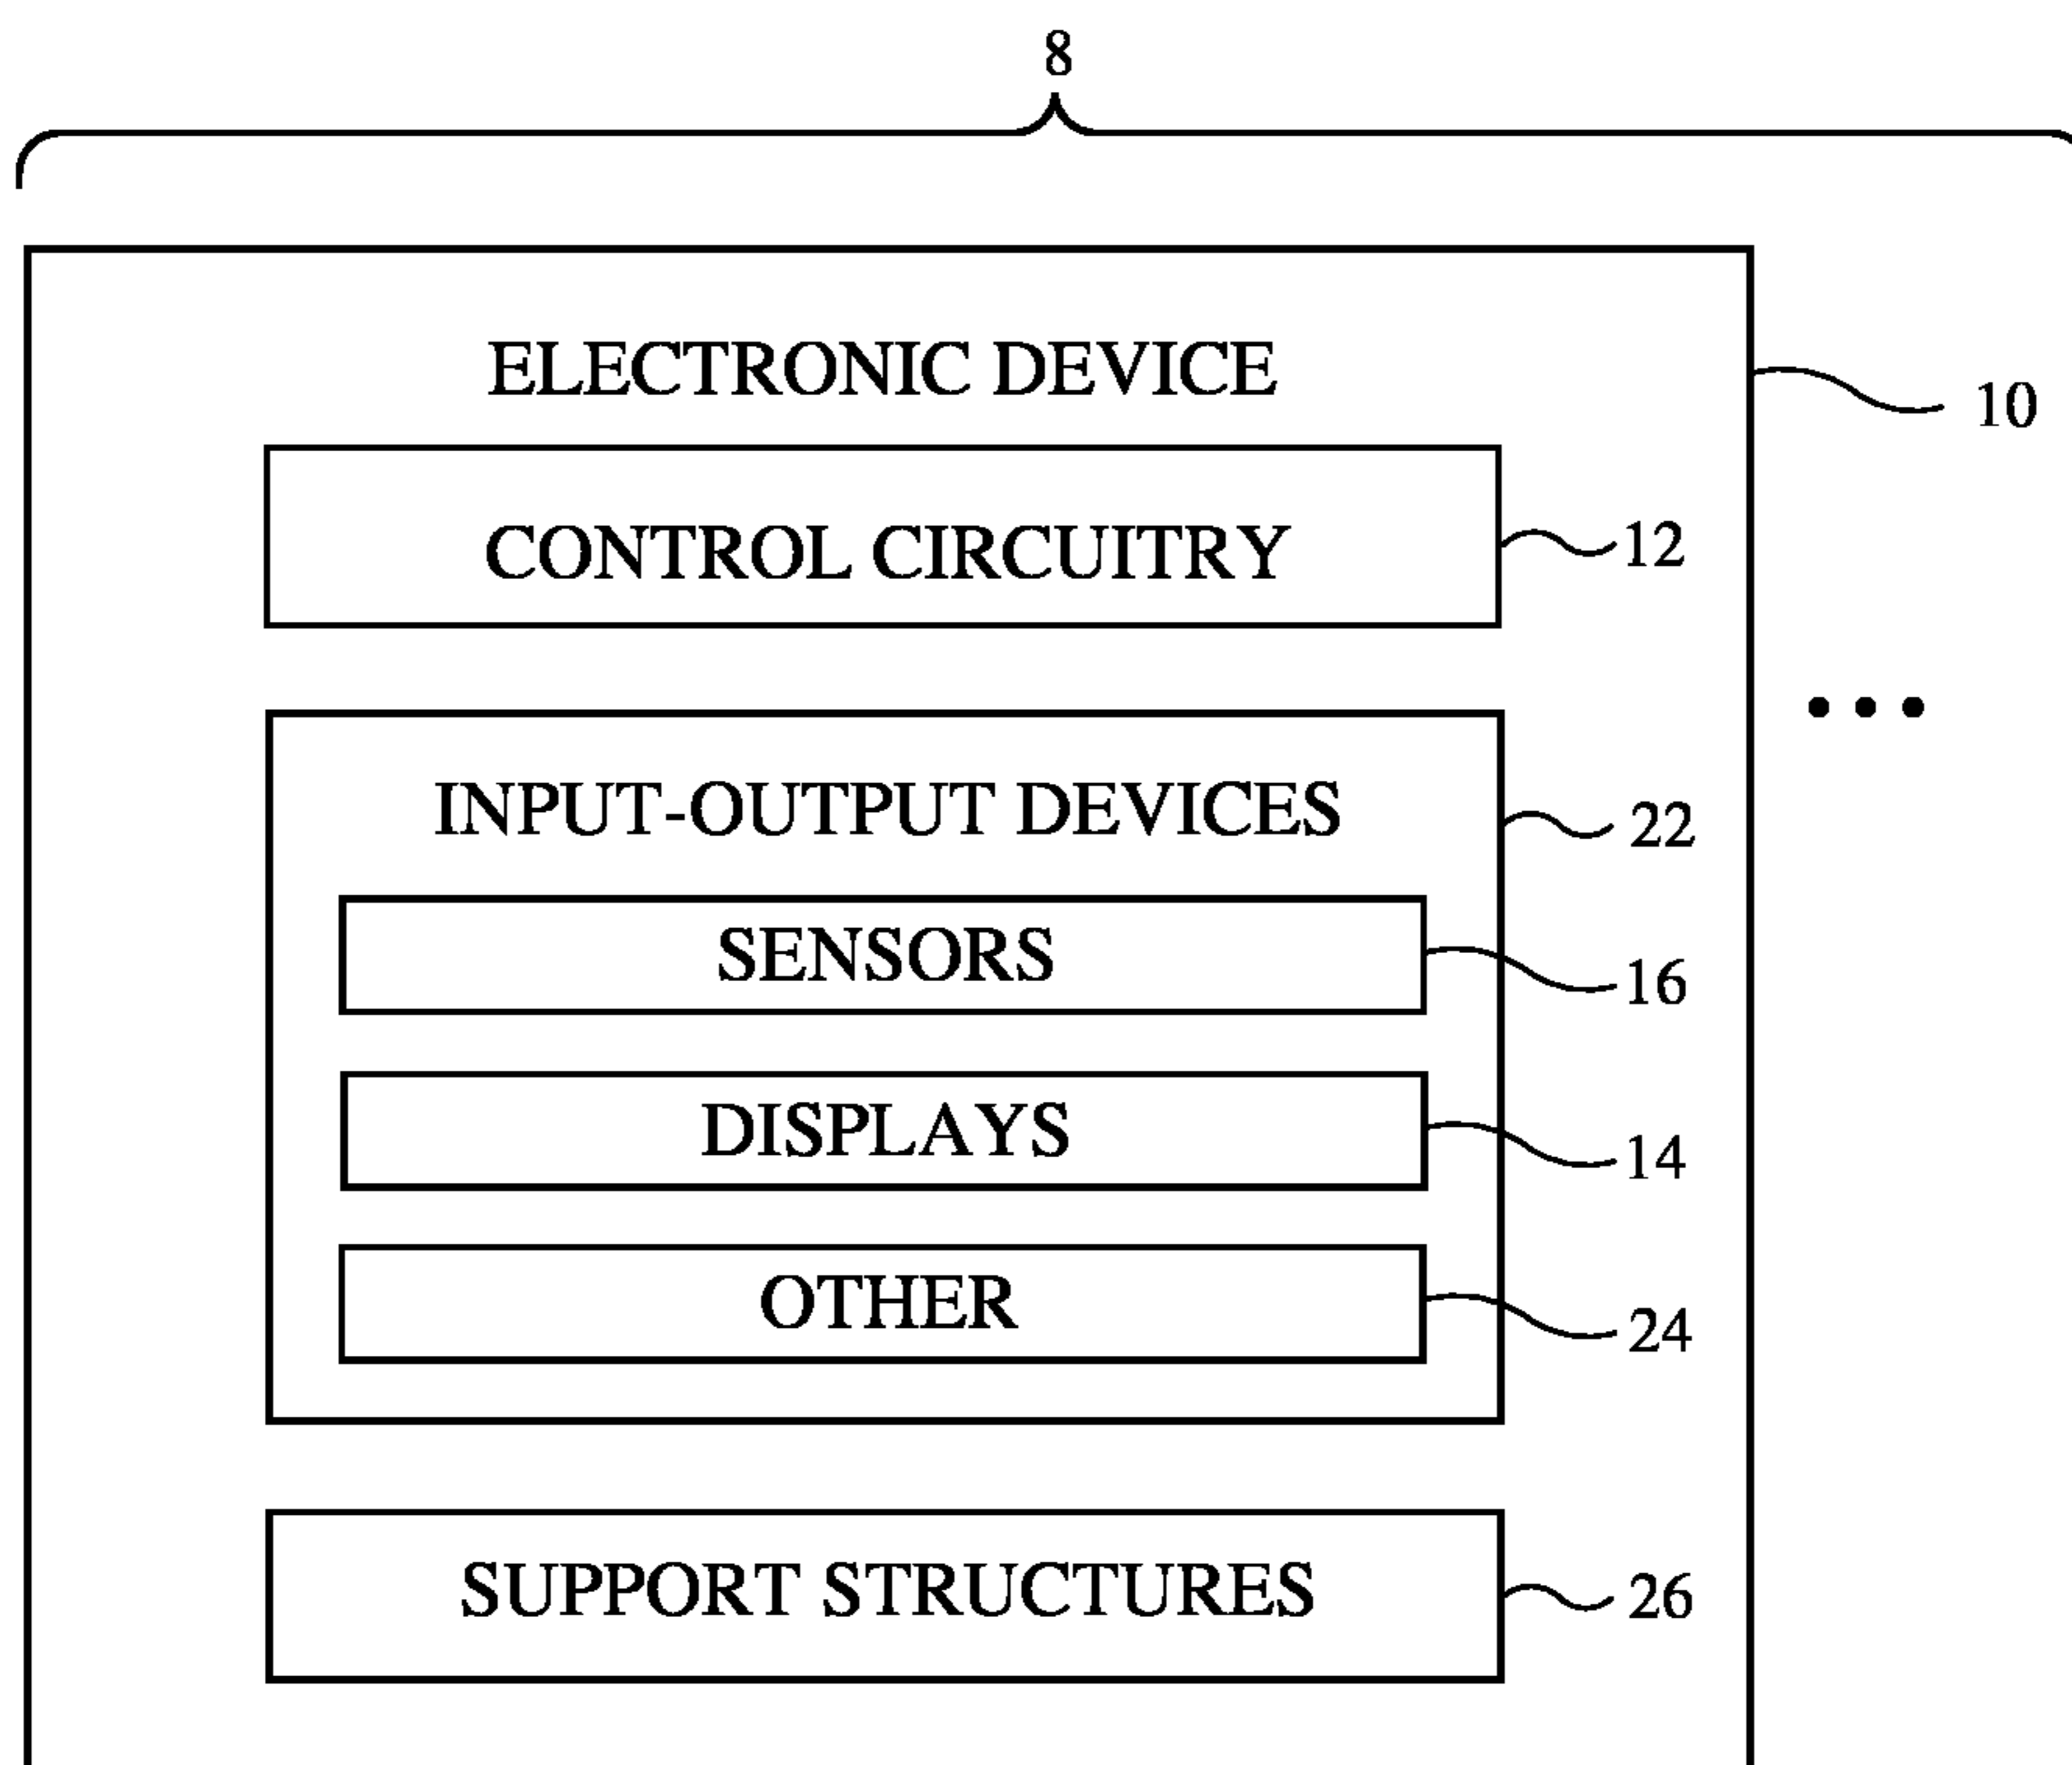 8
ELECTRONIC DEVICE
10
CONTROL CIRCUITRY
12
INPUT-OUTPUT DEVICES
22
SENSORS
16
DISPLAYS
14
OTHER
24
SUPPORT STRUCTURES
26